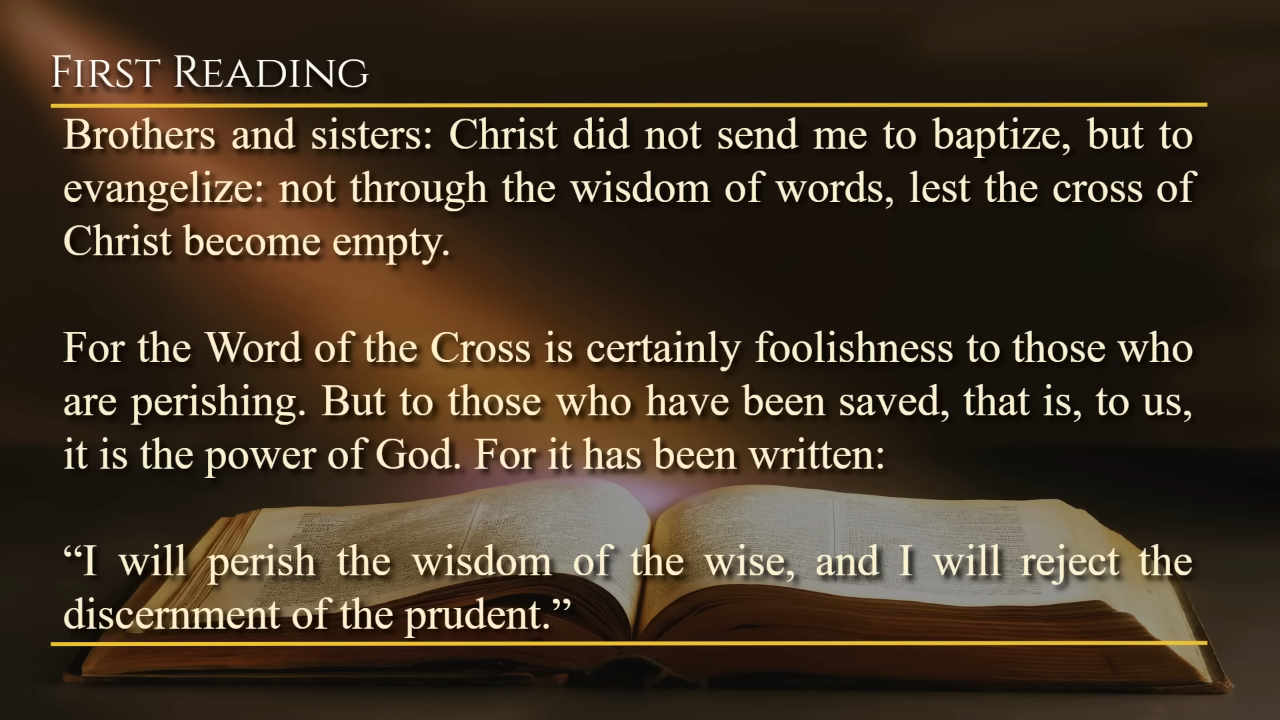 First Reading
Brothers and sisters: Christ did not send me to baptize, but to
evangelize: not through the wisdom of words, lest the cross of
Christ become empty.
For the Word of the Cross is certainly foolishness to those who
are perishing. But to those who have been saved, that is, to us,
it is the power of God. For it has been written:
“I will perish the wisdom of the wise, and I will reject the
discernment of the prudent.”